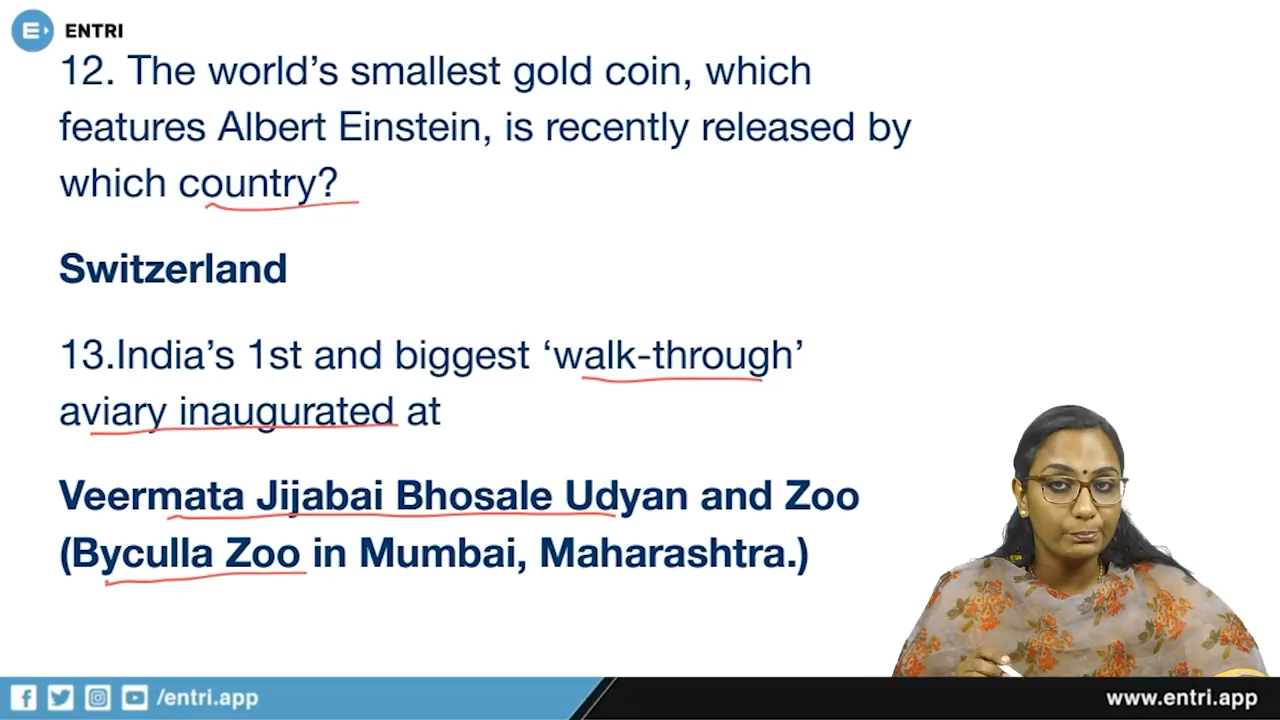 ENTRI
12. The world's smallest gold coin, which
features Albert Einstein, is recently released by
which country?
Switzerland
13.India's 1st and biggest ‘walk-through’
aviary inaugurated at
Veermata Jijabai Bhosale Udyan and Zoo
(Byculla Zoo in Mumbai, Maharashtra.)
/entri.app
www.entri.app